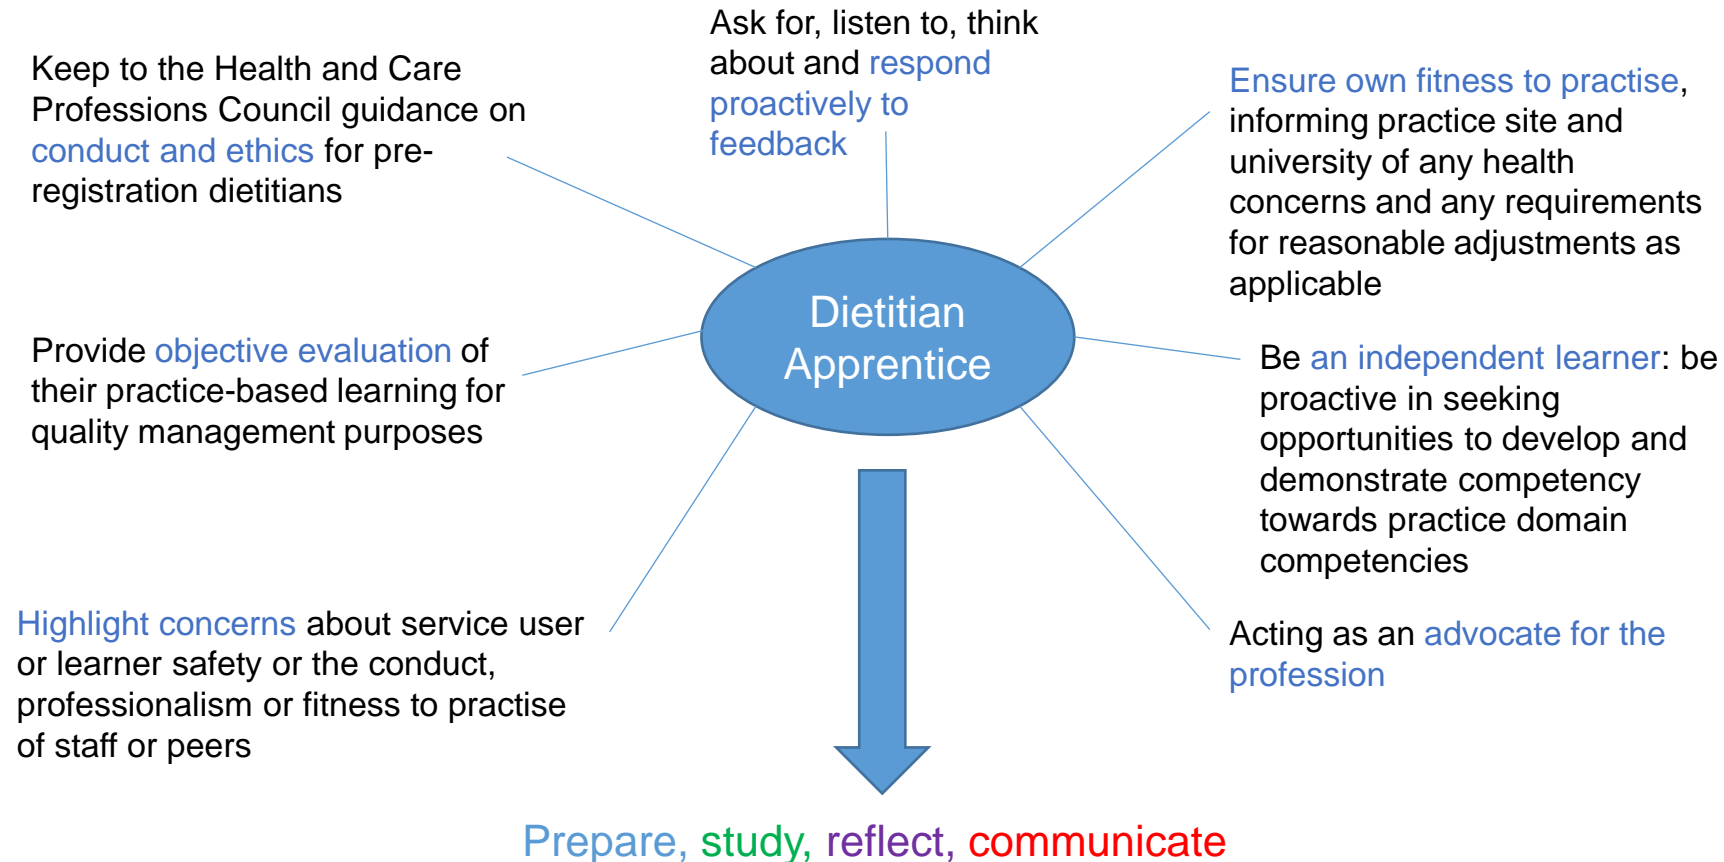 Ask for, listen to, think
about and respond
proactively to
feedback
Keep to the Health and Care
Professions Council guidance on
conduct and ethics for pre-
registration dietitians
Ensure own fitness to practise,
informing practice site and
university of any health
concerns and any requirements
for reasonable adjustments as
applicable
Dietitian
Apprentice
Provide objective evaluation of
their practice-based learning for
quality management purposes
Be an independent learner: be
proactive in seeking
opportunities to develop and
demonstrate competency
towards practice domain
competencies
Highlight concerns about service user
or learner safety or the conduct,
professionalism or fitness to practise
of staff or peers
Acting as an advocate for the
profession
Prepare, study, reflect, communicate